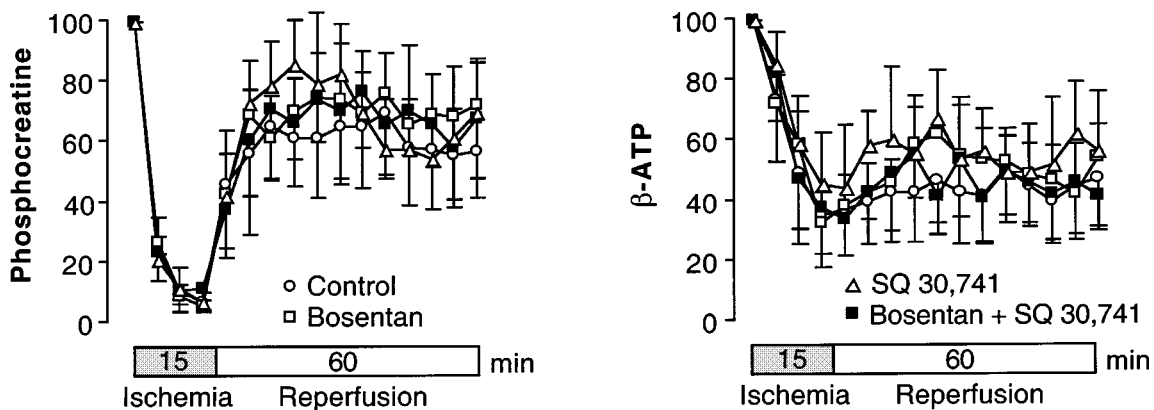 Phosphocreatine
100
80
60
40
20
0
Control
Bosentan
15
60
min
Ischemia
Reperfusion
β-ATP
100
80
60
40
20
0
SQ 30,741
Bosentan + SQ 30,741
15
60
min
Ischemia
Reperfusion